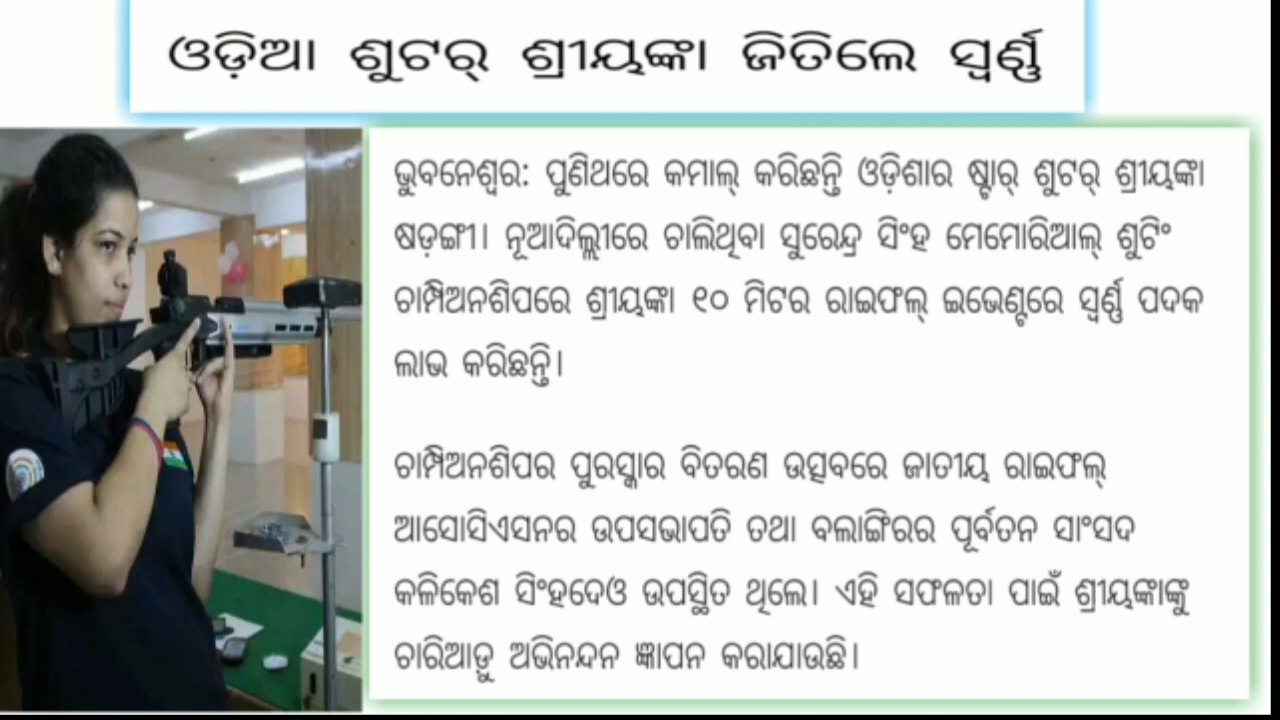 ଓଡ଼ିଆ ଶୁଟର୍ ଶ୍ରୀୟଙ୍କା ଜିତିଲେ ସ୍ୱର୍ଣ୍ଣ
ଭୁବନେଶ୍ୱର: ପୁଣିଥରେ କମାଲ୍ କରିଛନ୍ତି ଓଡ଼ିଶାର ଷ୍ଟାର୍ ଶୁଟର୍ ଶ୍ରୀୟଙ୍କା
ଷଡ଼ଙ୍ଗୀ। ନୂଆଦିଲ୍ଲୀରେ ଚାଲିଥିବା ସୁରେନ୍ଦ୍ର ସିଂହ ମେମୋରିଆଲ୍ ଶୁଟିଂ
ଚାମ୍ପିଅନଶିପରେ ଶ୍ରୀୟଙ୍କା ୧୦ ମିଟର ରାଇଫଲ୍ ଇଭେଣ୍ଟରେ ସ୍ୱର୍ଣ୍ଣ ପଦକ
ଲାଭ କରିଛନ୍ତି।
ଚାମ୍ପିଅନଶିପର ପୁରସ୍କାର ବିତରଣ ଉତ୍ସବରେ ଜାତୀୟ ରାଇଫଲ୍
ଆସୋସିଏସନର ଉପସଭାପତି ତଥା ବଲାଙ୍ଗିରର ପୂର୍ବତନ ସାଂସଦ
କଳିକେଶ ସିଂହଦେଓ ଉପସ୍ଥିତ ଥିଲେ। ଏହି ସଫଳତା ପାଇଁ ଶ୍ରୀୟଙ୍କାଙ୍କୁ
ଚାରିଆଡ଼ୁ ଅଭିନନ୍ଦନ ଜ୍ଞାପନ କରାଯାଉଛି।